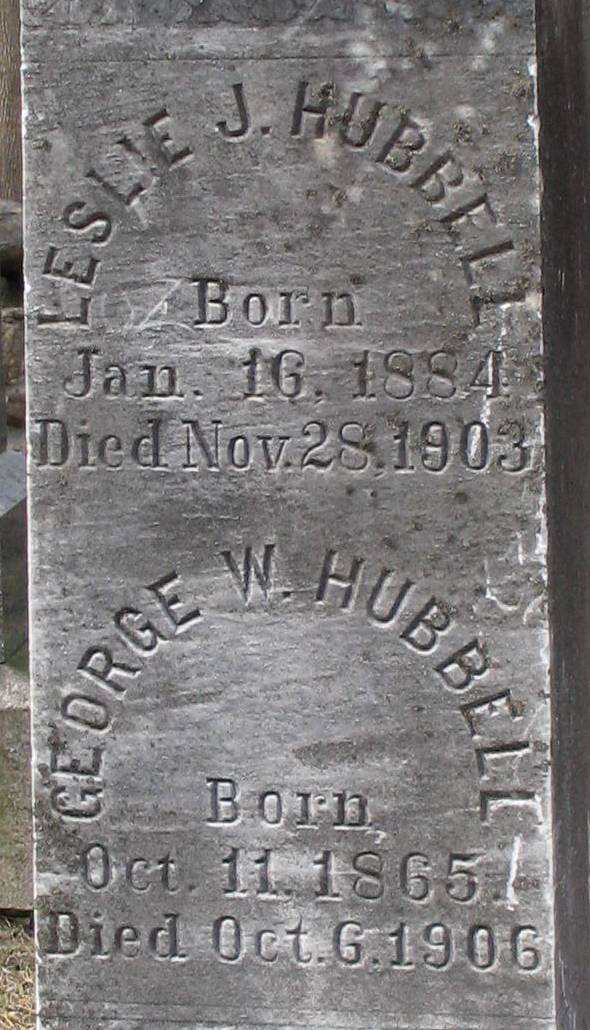 LESLIE J. HUBBELL
Born
Jan. 16, 1884
Died Nov. 28, 1903
GEORGE W. HUBBELL
Born
Oct. 11, 1865
Died Oct. 6, 1906